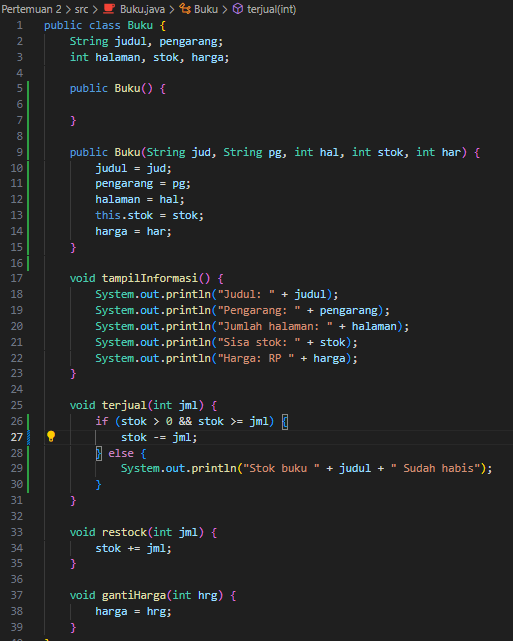 Pertemuan 2 > src > Buku.java > Buku > terjual(int)
1 public class Buku {
2     String judul, pengarang;
3     int halaman, stok, harga;
4
5     public Buku() {
6
7     }
8
9     public Buku(String jud, String pg, int hal, int stok, int har) {
10         judul = jud;
11         pengarang = pg;
12         halaman = hal;
13         this.stok = stok;
14         harga = har;
15     }
16
17     void tampilInformasi() {
18         System.out.println("Judul: " + judul);
19         System.out.println("Pengarang: " + pengarang);
20         System.out.println("Jumlah halaman: " + halaman);
21         System.out.println("Sisa stok: " + stok);
22         System.out.println("Harga: RP " + harga);
23     }
24
25     void terjual(int jml) {
26         if (stok > 0 && stok >= jml) {
27             stok -= jml;
28         } else {
29             System.out.println("Stok buku " + judul + " Sudah habis");
30         }
31     }
32
33     void restock(int jml) {
34         stok += jml;
35     }
36
37     void gantiHarga(int hrg) {
38         harga = hrg;
39     }